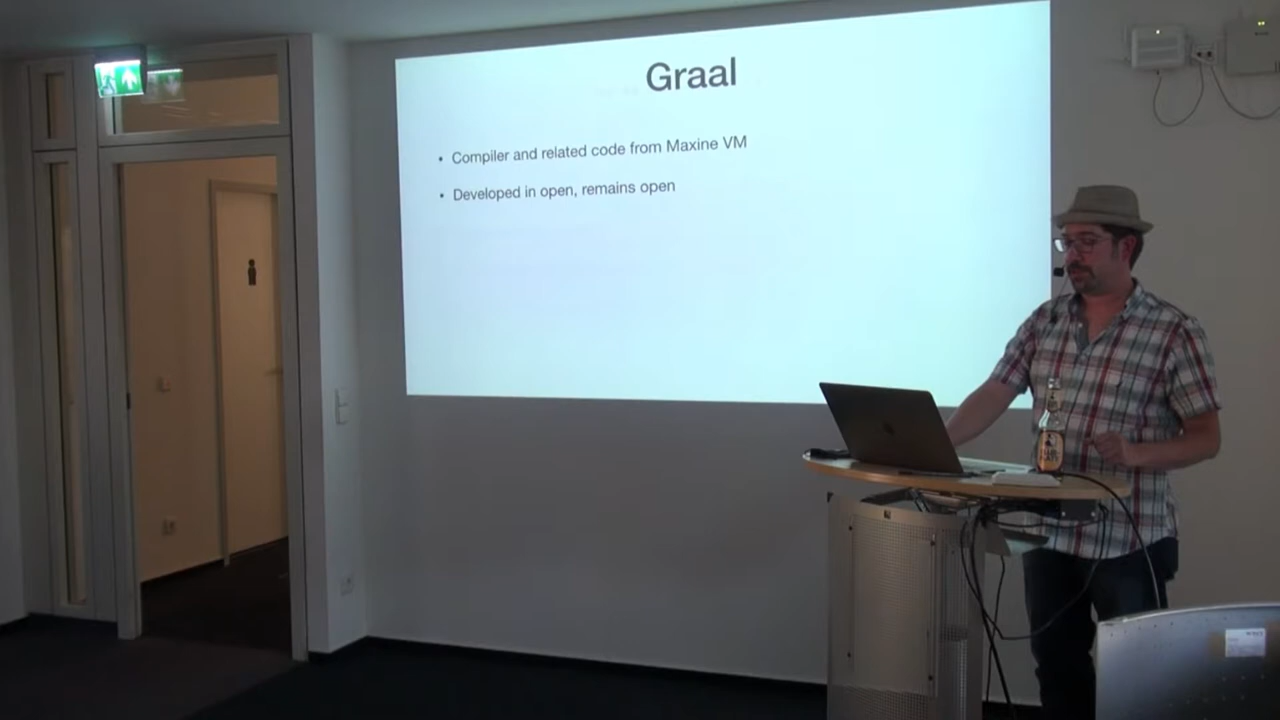 Graal
• Compiler and related code from Maxine VM
• Developed in open, remains open